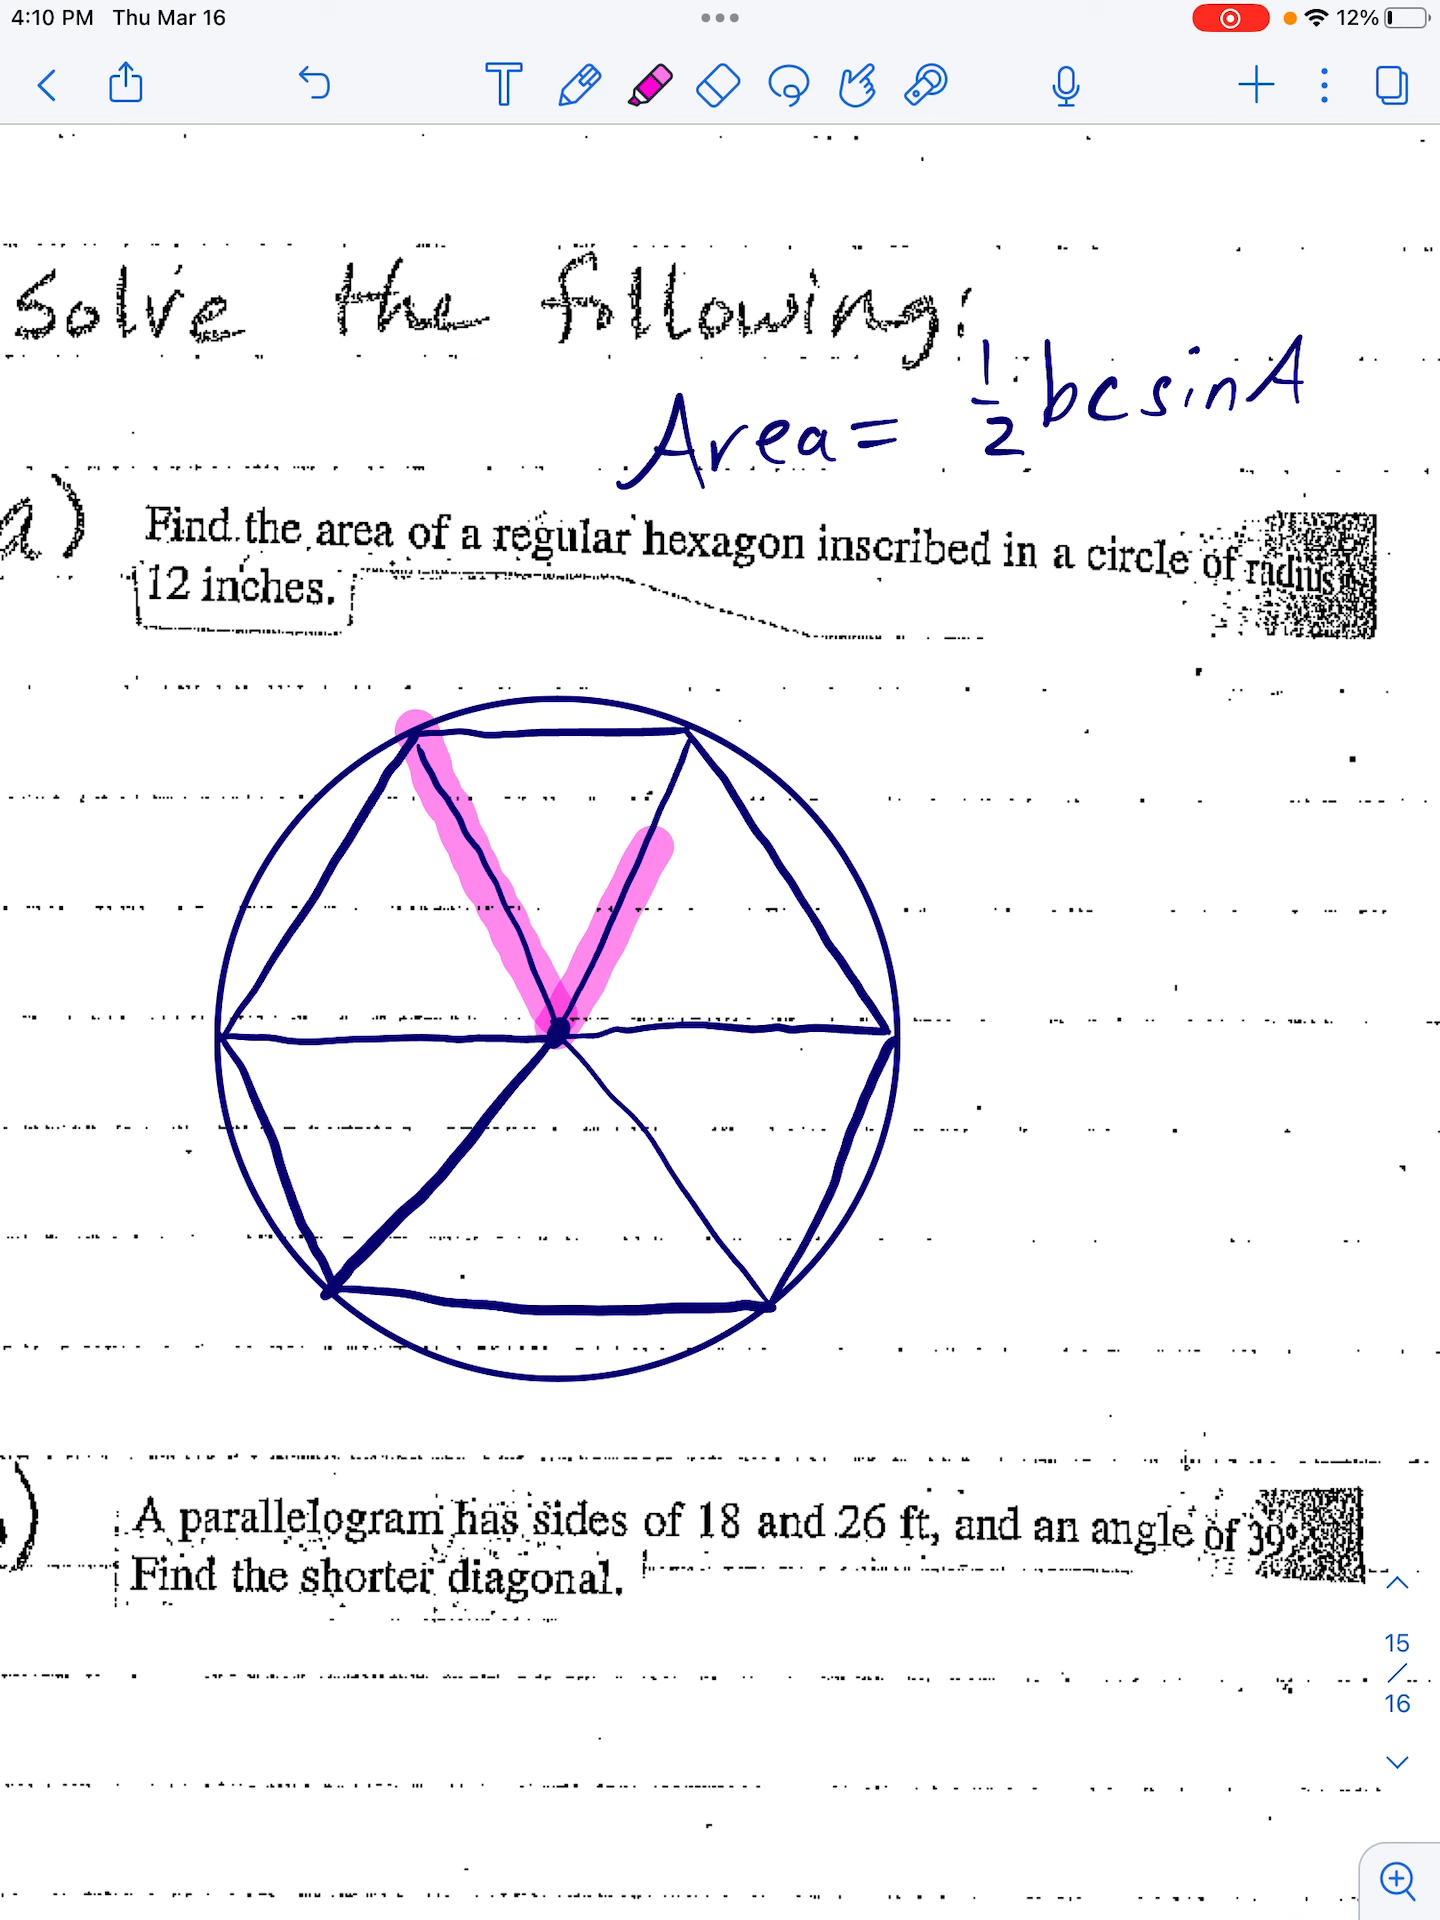 4:10 PM Thu Mar 16
12%
T
Solve the following:
Area = 1/2 bc sin A
a) Find the area of a regular hexagon inscribed in a circle of radius
12 inches.
A parallelogram has sides of 18 and 26 ft, and an angle of 39°
Find the shorter diagonal.
15
/
16